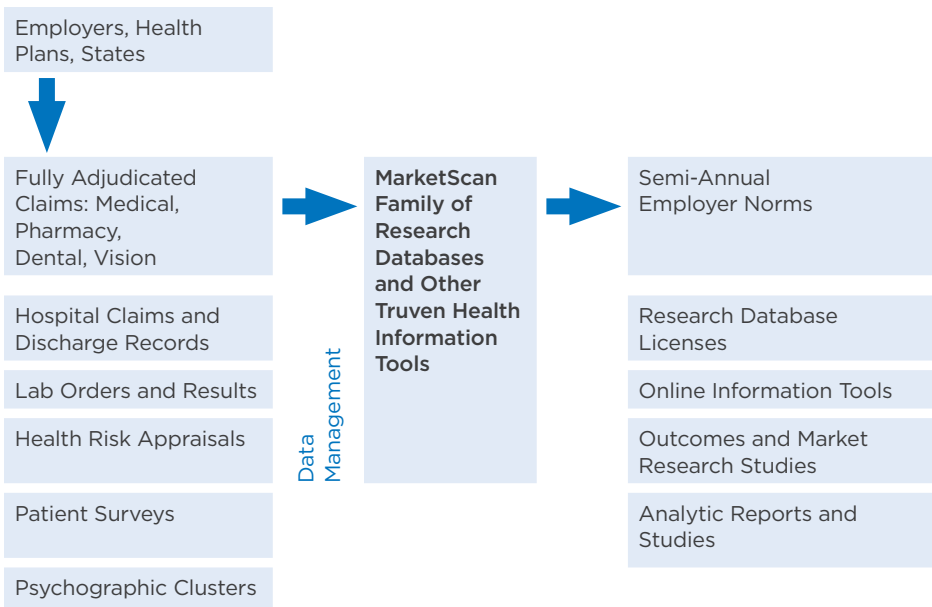 Employers, Health
Plans, States
Fully Adjudicated
Claims: Medical,
Pharmacy,
Dental, Vision
Hospital Claims and
Discharge Records
Lab Orders and Results
Health Risk Appraisals
Patient Surveys
Psychographic Clusters
Data
Management
MarketScan
Family of
Research
Databases
and Other
Truven Health
Information
Tools
Semi-Annual
Employer Norms
Research Database
Licenses
Online Information Tools
Outcomes and Market
Research Studies
Analytic Reports and
Studies